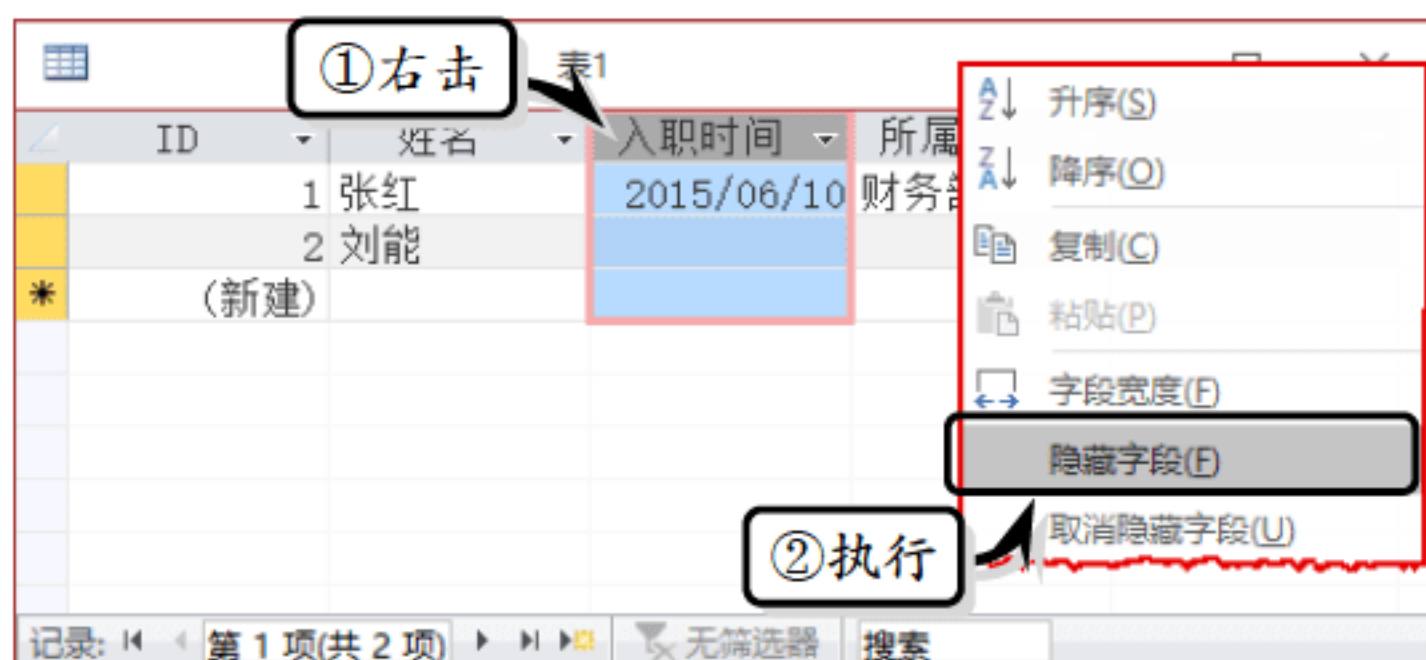 ①右击
表1
ID 姓名 入职时间 所属
1 张红 2015/06/10 财务
2 刘能
(新建)
升序(S)
降序(O)
复制(C)
粘贴(P)
字段宽度(F)
隐藏字段(F)
取消隐藏字段(U)
②执行
记录: 第 1 项(共 2 项) 无筛选器 搜索